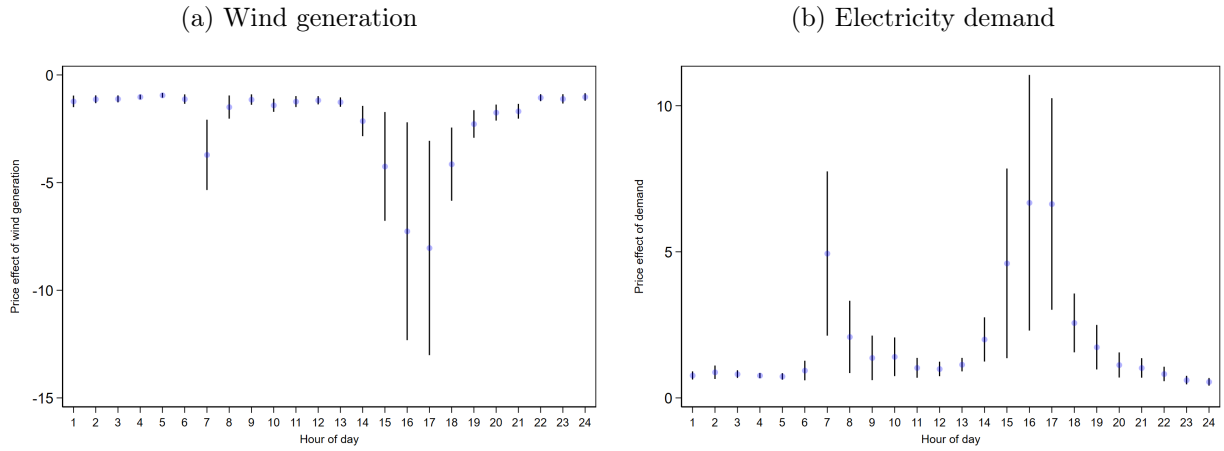 (a) Wind generation
Price effect of wind generation
0
-5
-10
-15
1 2 3 4 5 6 7 8 9 10 11 12 13 14 15 16 17 18 19 20 21 22 23 24
Hour of day
(b) Electricity demand
Price effect of demand
10
5
0
1 2 3 4 5 6 7 8 9 10 11 12 13 14 15 16 17 18 19 20 21 22 23 24
Hour of day